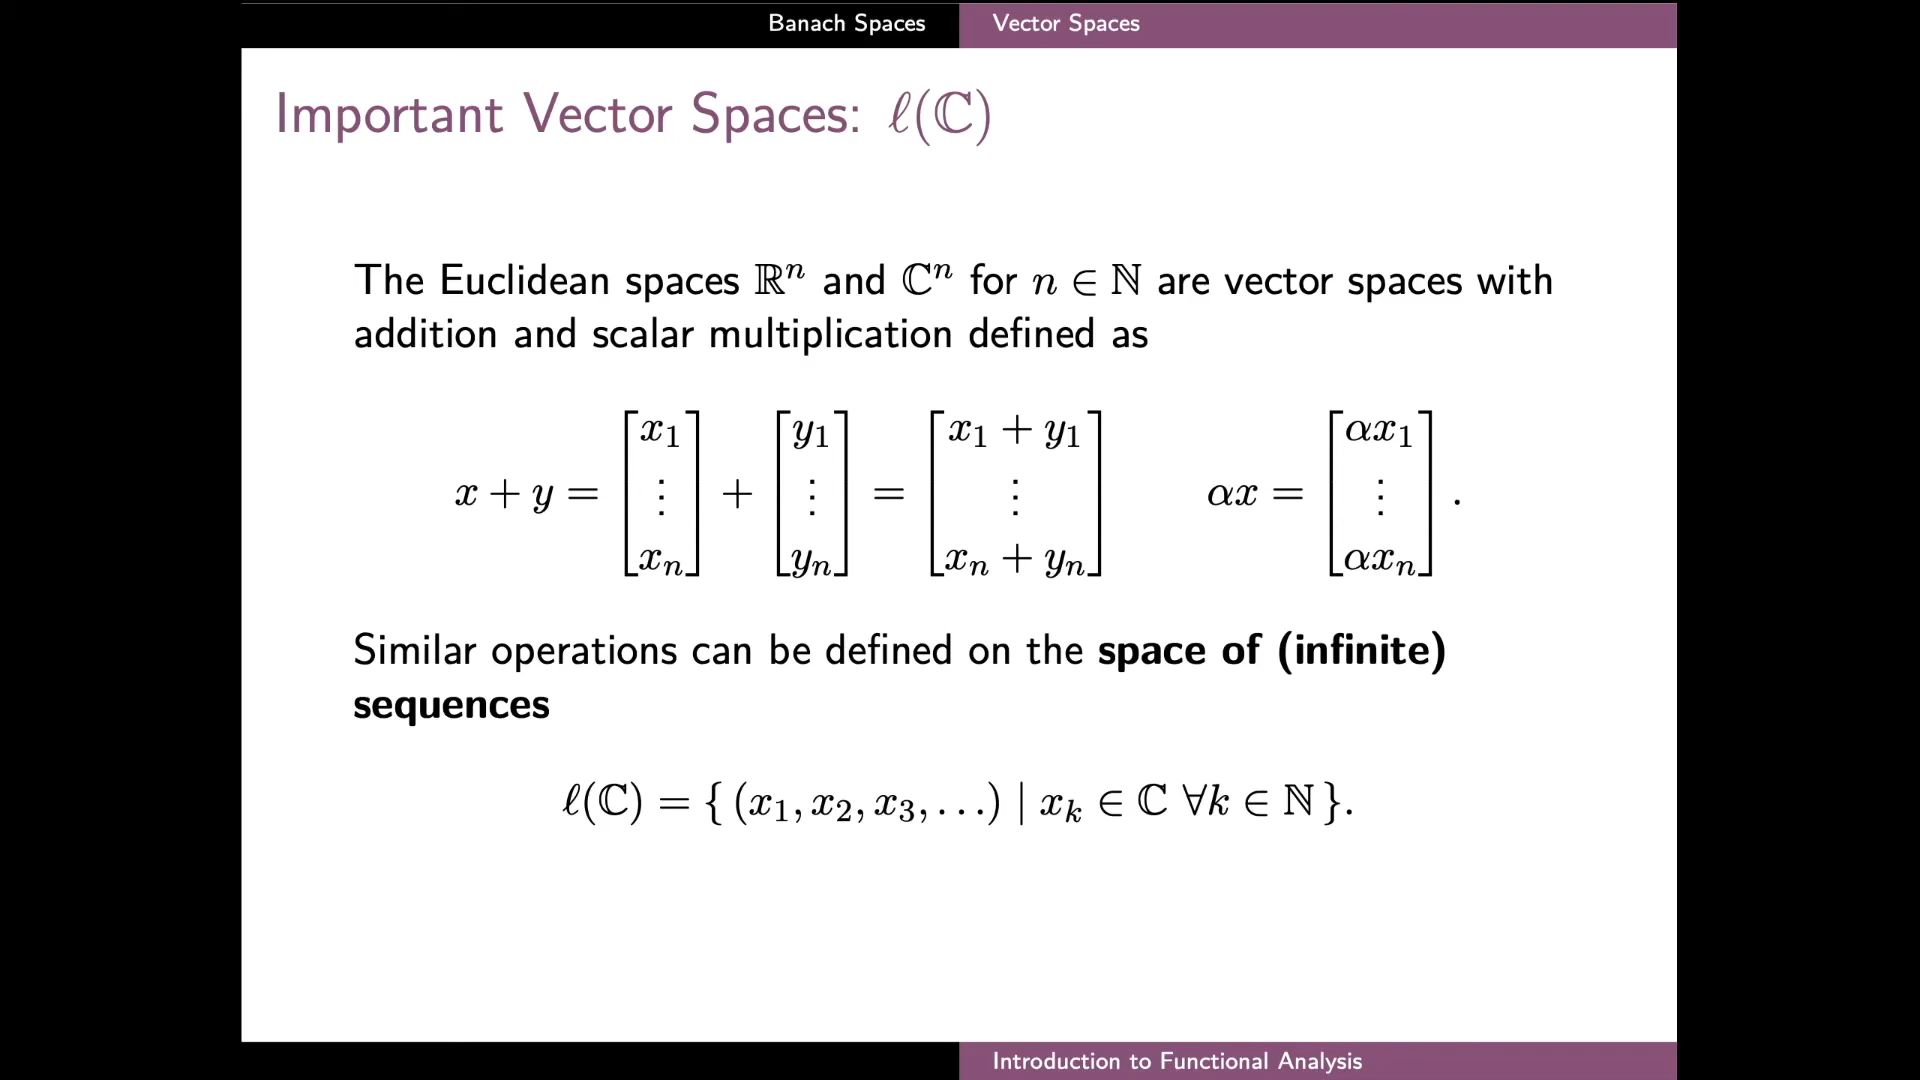 Banach Spaces Vector Spaces
Important Vector Spaces: ℓ(ℂ)
The Euclidean spaces ℝⁿ and ℂⁿ for n ∈ ℕ are vector spaces with
addition and scalar multiplication defined as
x + y = [x₁ ⋮ xₙ] + [y₁ ⋮ yₙ] = [x₁ + y₁ ⋮ xₙ + yₙ] αx = [αx₁ ⋮ αxₙ].
Similar operations can be defined on the space of (infinite)
sequences
ℓ(ℂ) = { (x₁, x₂, x₃, …) | xₖ ∈ ℂ ∀k ∈ ℕ }.
Introduction to Functional Analysis